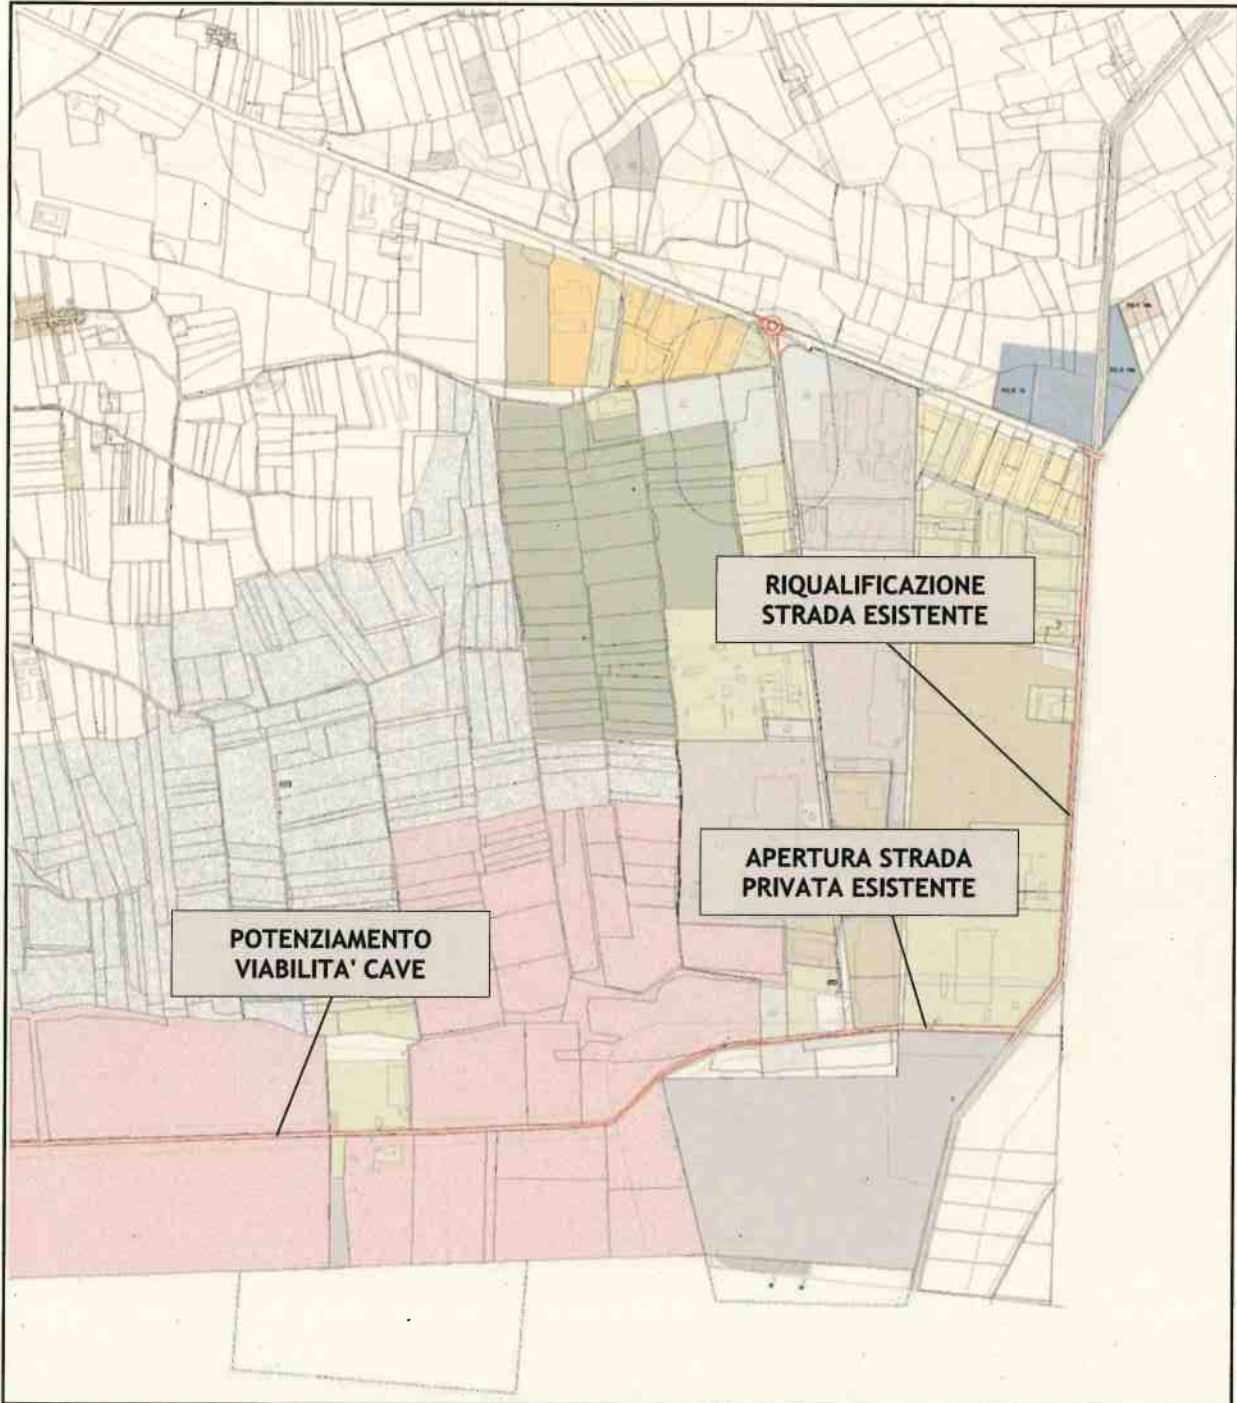 RIQUALIFICAZIONE
STRADA ESISTENTE
APERTURA STRADA
PRIVATA ESISTENTE
POTENZIAMENTO
VIABILITA' CAVE